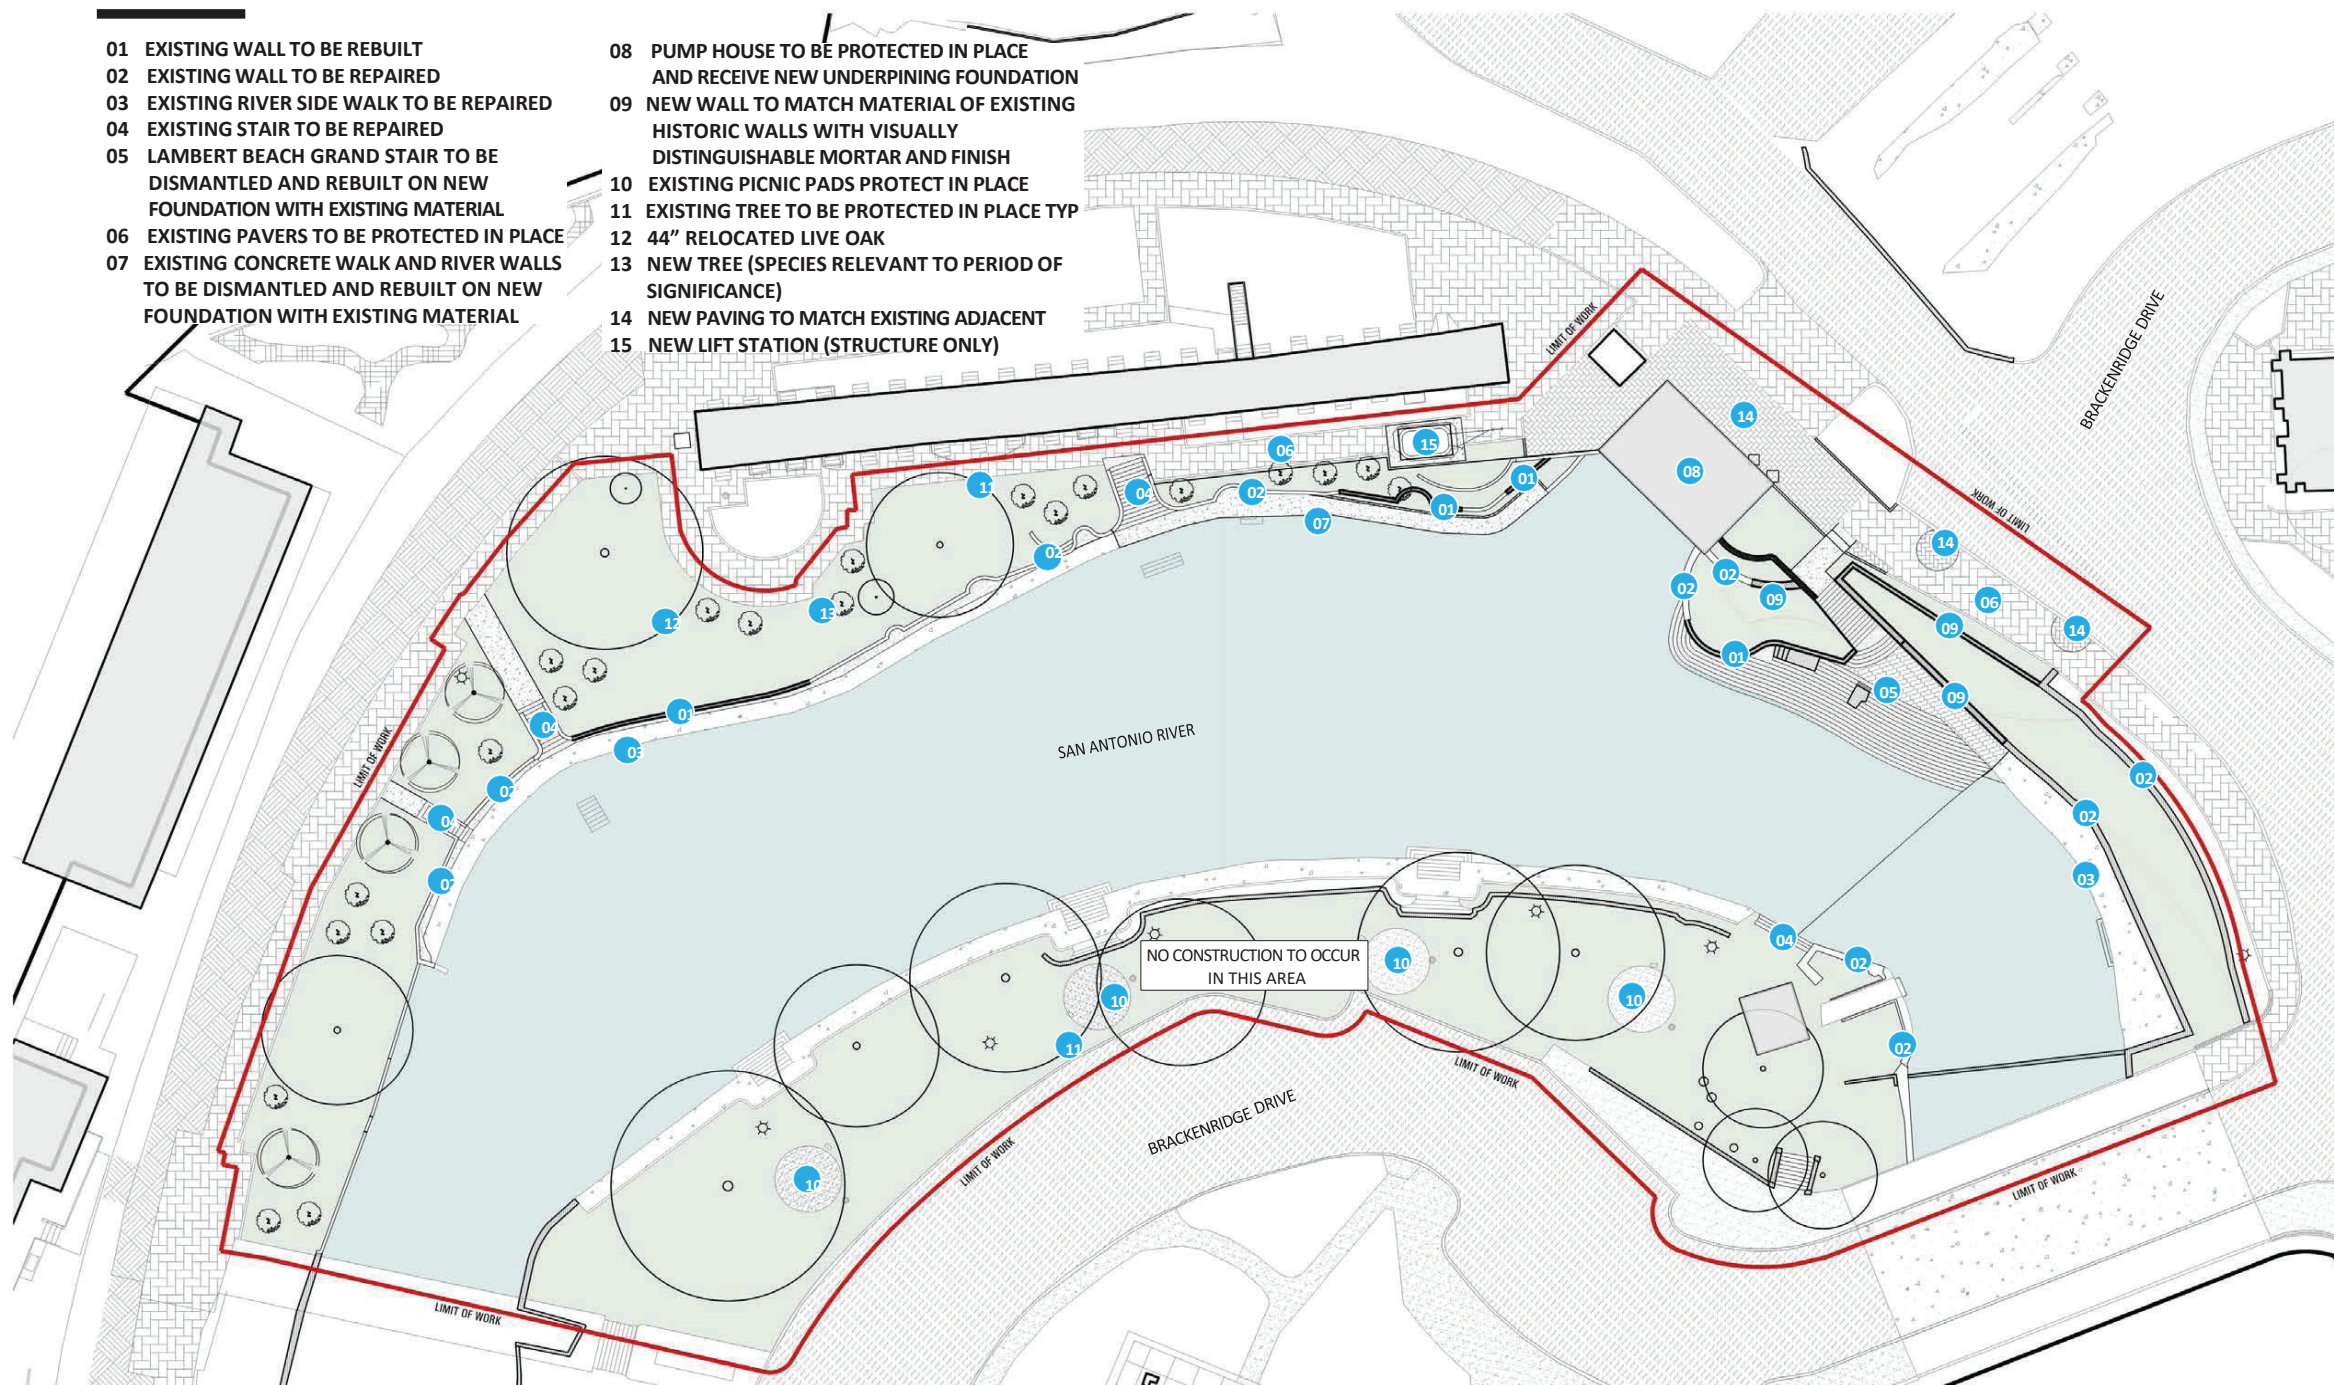 01 EXISTING WALL TO BE REBUILT
02 EXISTING WALL TO BE REPAIRED
03 EXISTING RIVER SIDE WALK TO BE REPAIRED
04 EXISTING STAIR TO BE REPAIRED
05 LAMBERT BEACH GRAND STAIR TO BE
DISMANTLED AND REBUILT ON NEW
FOUNDATION WITH EXISTING MATERIAL
06 EXISTING PAVERS TO BE PROTECTED IN PLACE
07 EXISTING CONCRETE WALK AND RIVER WALLS
TO BE DISMANTLED AND REBUILT ON NEW
FOUNDATION WITH EXISTING MATERIAL
08 PUMP HOUSE TO BE PROTECTED IN PLACE
AND RECEIVE NEW UNDERPINING FOUNDATION
09 NEW WALL TO MATCH MATERIAL OF EXISTING
HISTORIC WALLS WITH VISUALLY
DISTINGUISHABLE MORTAR AND FINISH
10 EXISTING PICNIC PADS PROTECT IN PLACE
11 EXISTING TREE TO BE PROTECTED IN PLACE TYP
12 44” RELOCATED LIVE OAK
13 NEW TREE (SPECIES RELEVANT TO PERIOD OF
SIGNIFICANCE)
14 NEW PAVING TO MATCH EXISTING ADJACENT
15 NEW LIFT STATION (STRUCTURE ONLY)
LIMIT OF WORK
BRACKENRIDGE DRIVE
14
15
06
08
01
11
04
02
01
07
LIMIT OF WORK
14
02
02
02
09
06
12
13
09
14
01
05
09
01
04
03
SAN ANTONIO RIVER
LIMIT OF WORK
02
02
02
04
03
02
04
02
NO CONSTRUCTION TO OCCUR
IN THIS AREA
10
10
10
11
02
LIMIT OF WORK
BRACKENRIDGE DRIVE
LIMIT OF WORK
10
LIMIT OF WORK
LIMIT OF WORK